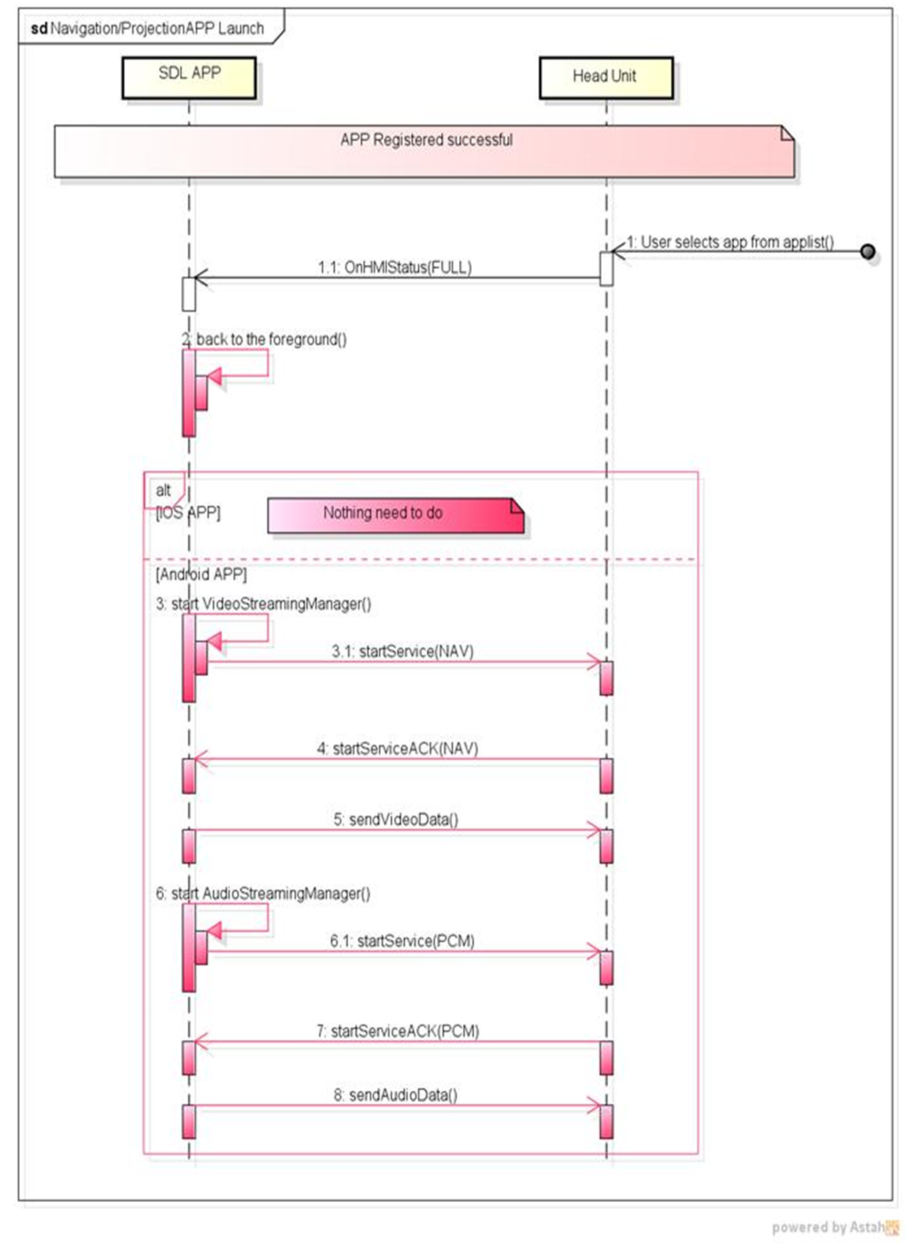 sd Navigation/ProjectionAPP Launch
SDL APP
Head Unit
APP Registered successful
1: User selects app from applist()
1.1: OnHMIStatus(FULL)
2: back to the foreground()
alt
[IOS APP]
Nothing need to do
[Android APP]
3: start VideoStreamingManager()
3.1: startService(NAV)
4: startServiceACK(NAV)
5: sendVideoData()
6: start AudioStreamingManager()
6.1: startService(PCM)
7: startServiceACK(PCM)
8: sendAudioData()
powered by Astah